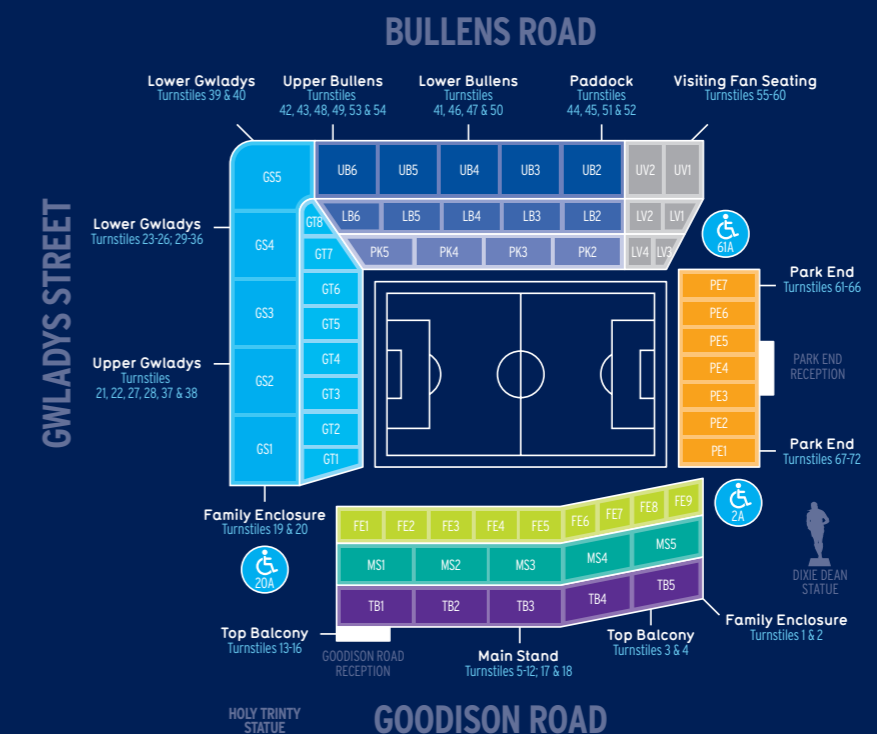 BULLENS ROAD
Lower Gwladys
Turnstiles 39 & 40
Upper Bullens
Turnstiles
42, 43, 48, 49, 53 & 54
Lower Bullens
Turnstiles
41, 46, 47 & 50
Paddock
Turnstiles
44, 45, 51 & 52
Visiting Fan Seating
Turnstiles 55-60
GWLADYS STREET
Lower Gwladys
Turnstiles 23-26; 29-36
Upper Gwladys
Turnstiles
21, 22, 27, 28, 37 & 38
GS5
GS4
GS3
GS2
GS1
GT8
GT7
GT6
GT5
GT4
GT3
GT2
GT1
UB6 UB5 UB4 UB3 UB2 UV2 UV1
LB6 LB5 LB4 LB3 LB2 LV2 LV1
PK5 PK4 PK3 PK2 LV4 LV3
61A
PE7
PE6
PE5
PE4
PE3
PE2
PE1
Park End
Turnstiles 61-66
PARK END
RECEPTION
Park End
Turnstiles 67-72
Family Enclosure
Turnstiles 19 & 20
20A
FE1 FE2 FE3 FE4 FE5 FE6 FE7 FE8 FE9
MS1 MS2 MS3 MS4 MS5
TB1 TB2 TB3 TB4 TB5
2A
DIXIE DEAN
STATUE
Top Balcony
Turnstiles 13-16
GOODISON ROAD
RECEPTION
Main Stand
Turnstiles 5-12; 17 & 18
Top Balcony
Turnstiles 3 & 4
Family Enclosure
Turnstiles 1 & 2
HOLY TRINTY
STATUE
GOODISON ROAD